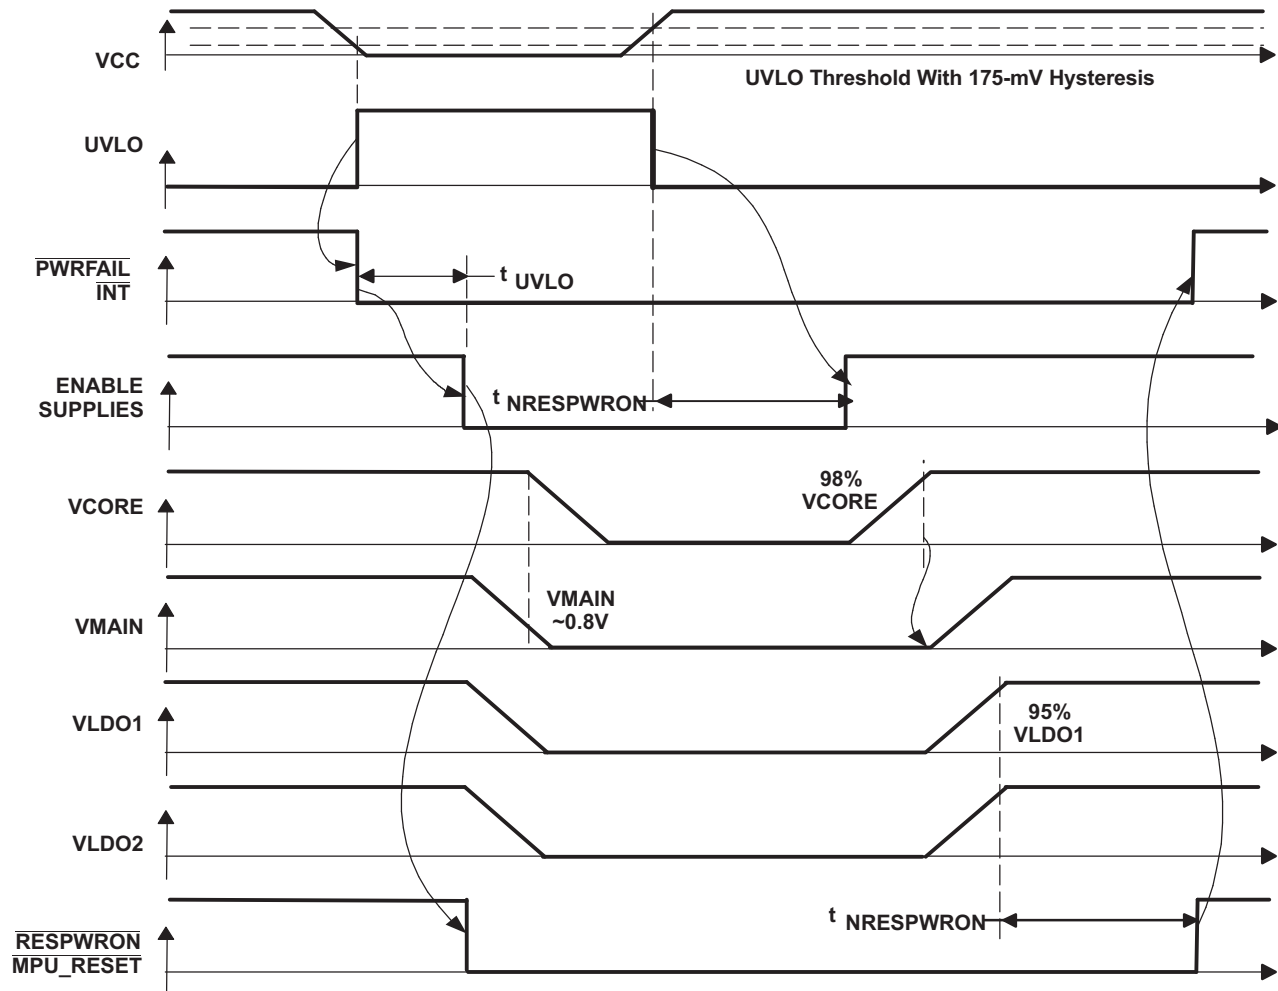 VCC
UVLO Threshold With 175-mV Hysteresis
UVLO
PWRFAIL
INT
t UVLO
ENABLE
SUPPLIES
t NRESPWRON
VCORE
98%
VCORE
VMAIN
VMAIN
~0.8V
VLDO1
95%
VLDO1
VLDO2
t NRESPWRON
RESPWRON
MPU_RESET